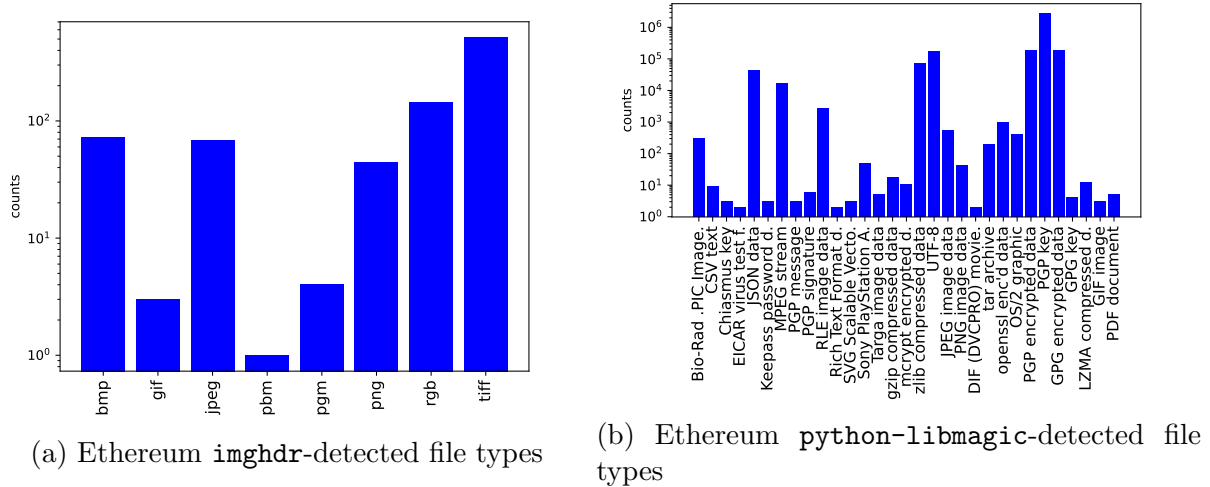 counts
10²
10¹
10⁰
bmp
gif
jpeg
pbm
pgm
png
rgb
tiff
(a) Ethereum imghdr-detected file types
counts
10⁶
10⁵
10⁴
10³
10²
10¹
10⁰
Bio-Rad .PIC Image.
CSV text
Chiasmus key
EICAR virus test f.
JSON data
Keepass password d.
MPEG stream
PGP message
PGP signature
RLE image data
Rich Text Format d.
SVG Scalable Vecto.
Sony PlayStation A.
Targa image data
gzip compressed data
mcrypt encrypted d.
zlib compressed data
UTF-8
JPEG image data
PNG image data
DIF (DVCPRO) movie.
tar archive
openssl enc'd data
OS/2 graphic
PGP encrypted data
PGP key
GPG encrypted data
GPG key
LZMA compressed d.
GIF image
PDF document
(b) Ethereum python-libmagic-detected file
types